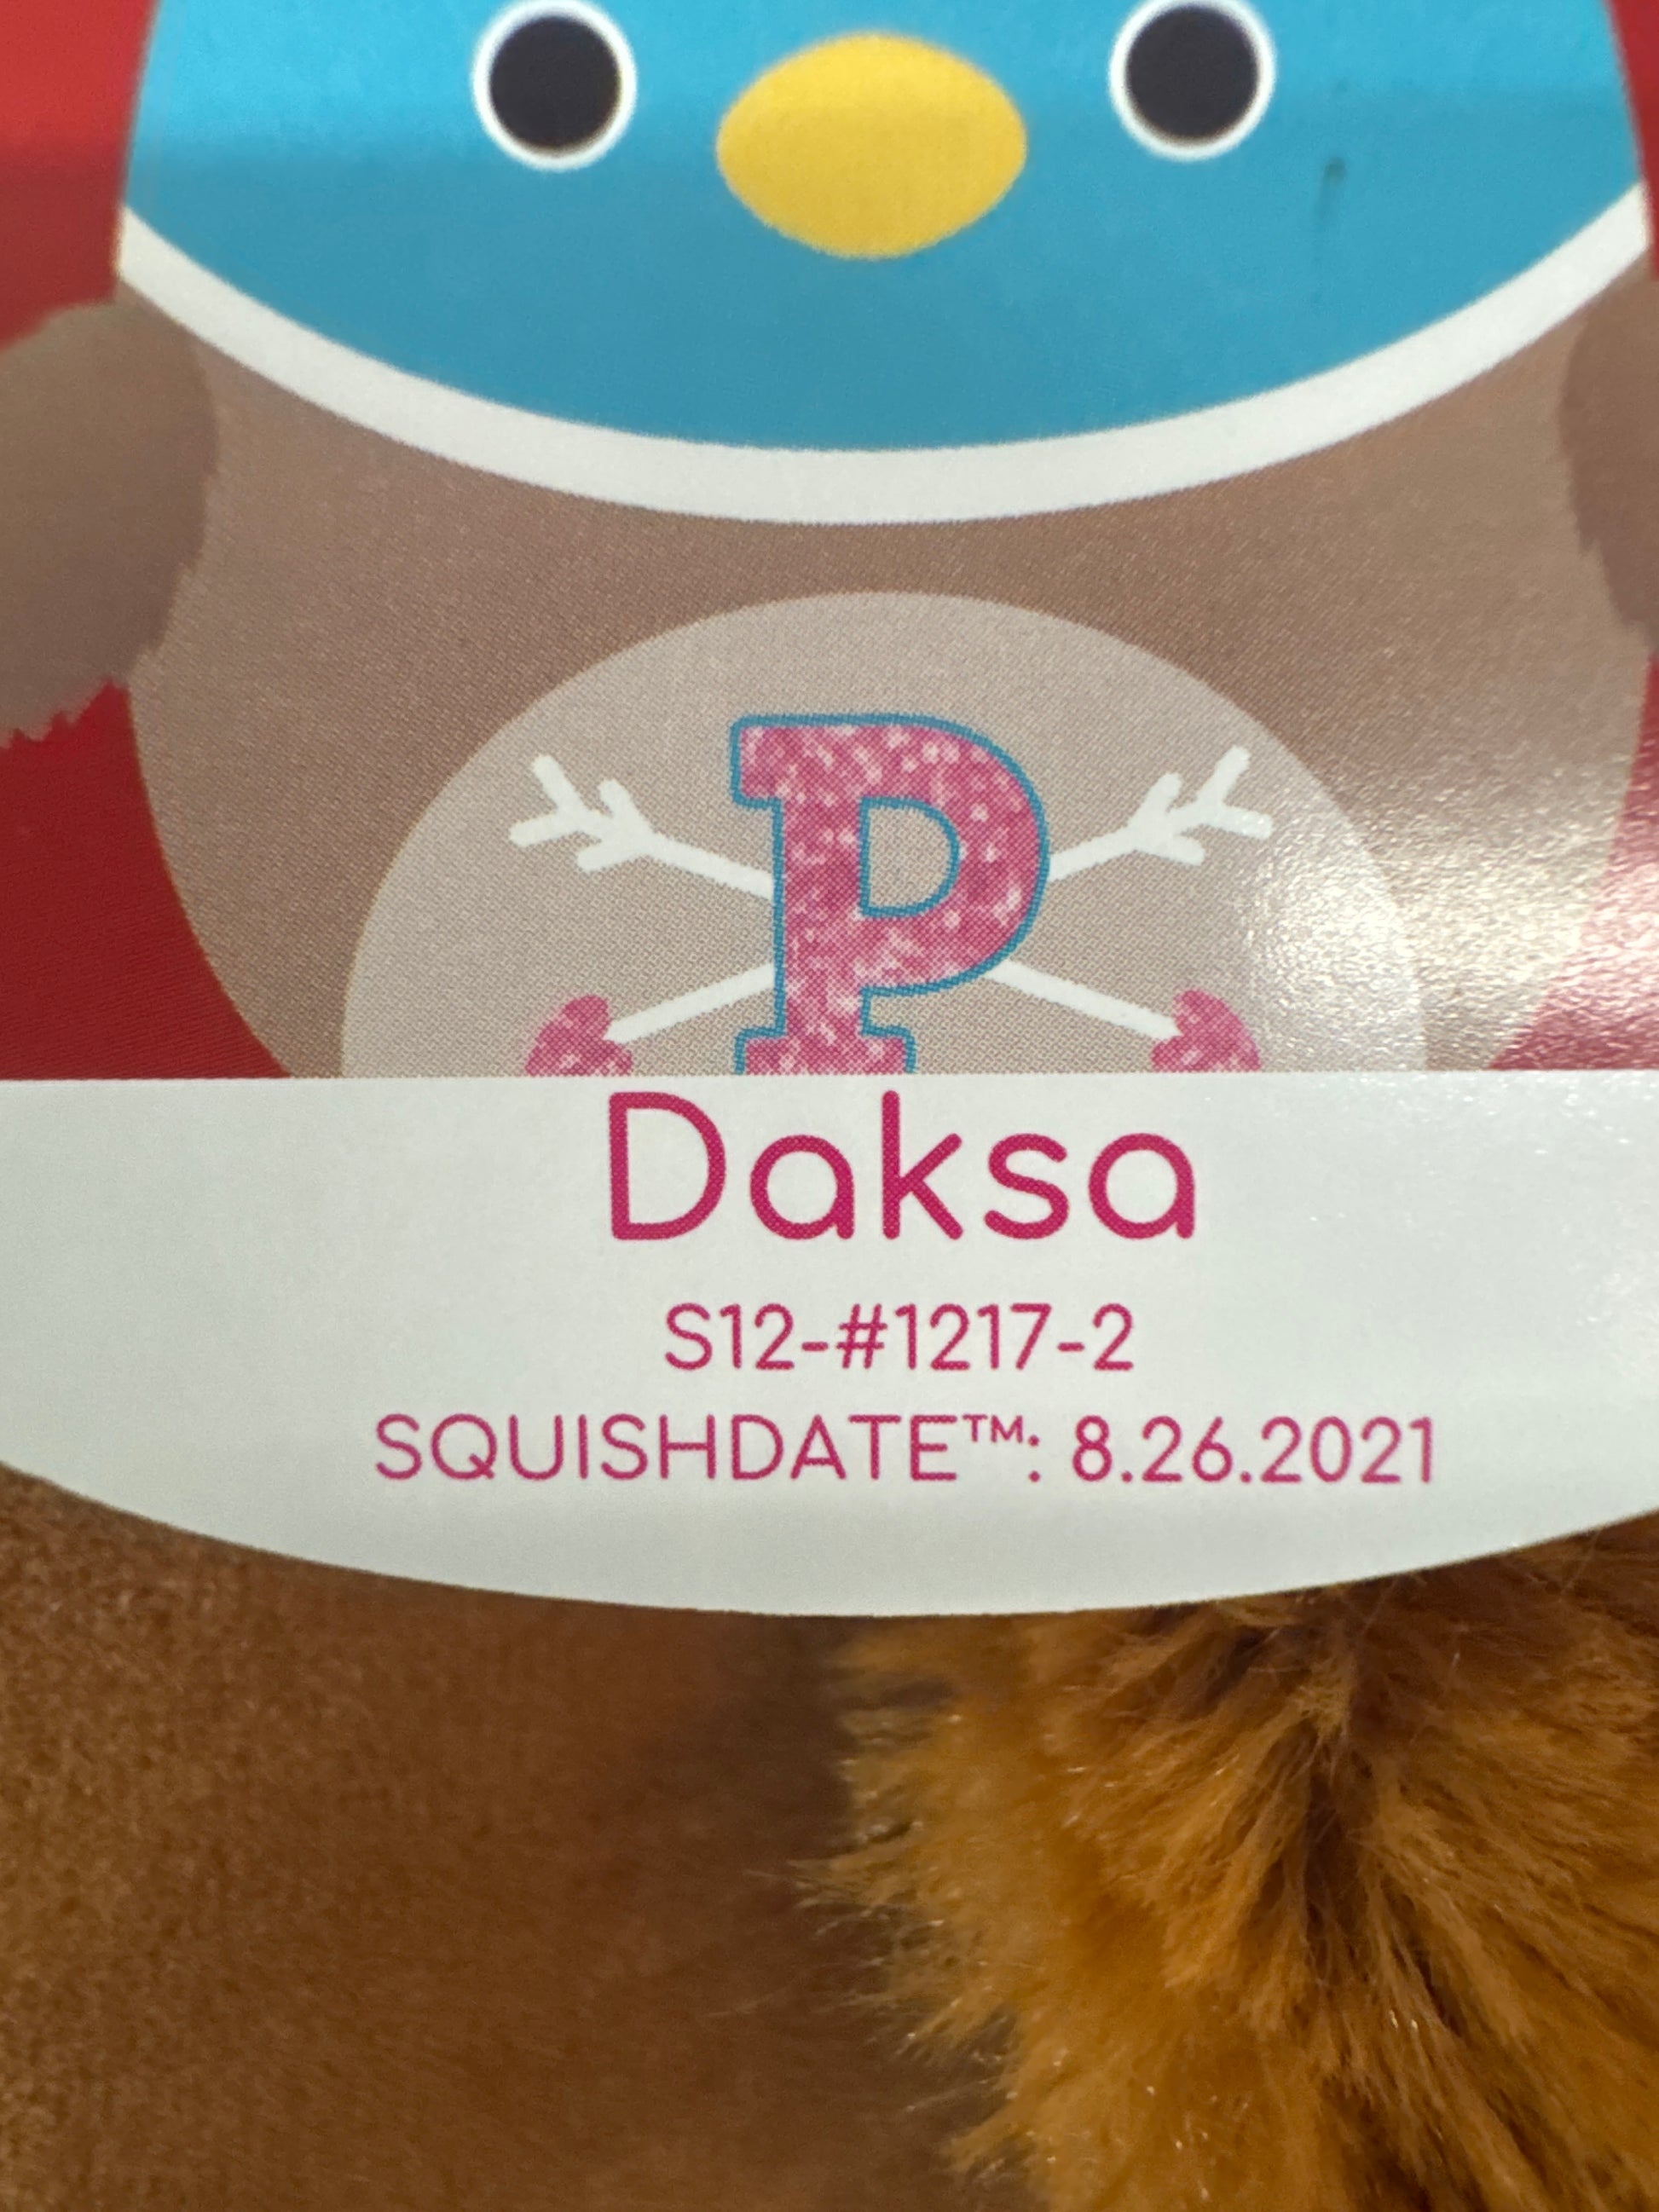 P
Daksa
S12-#1217-2
SQUISHDATE™: 8.26.2021